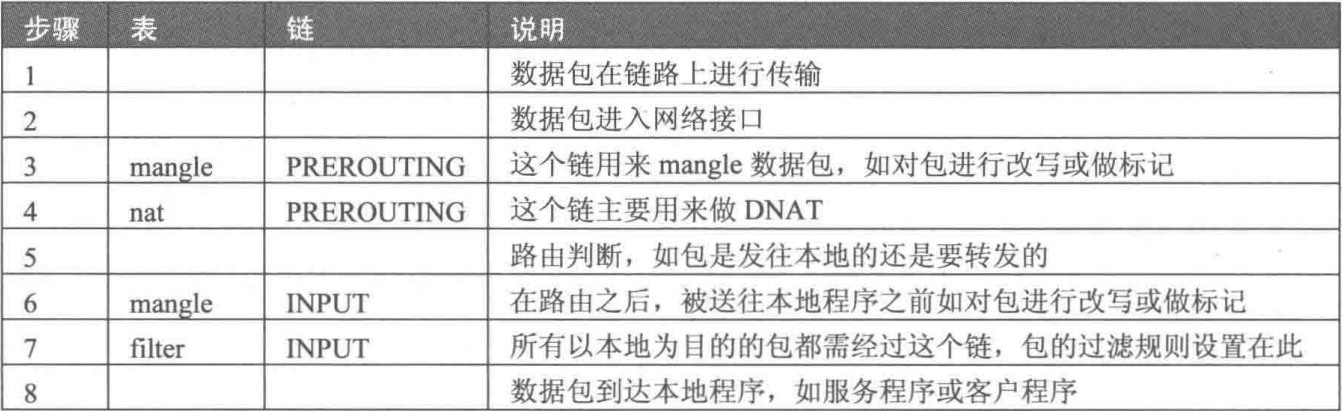 步骤 表 链 说明
1 数据包在链路上进行传输
2 数据包进入网络接口
3 mangle PREROUTING 这个链用来 mangle 数据包，如对包进行改写或做标记
4 nat PREROUTING 这个链主要用来做 DNAT
5 路由判断，如包是发往本地的还是要转发的
6 mangle INPUT 在路由之后，被送往本地程序之前如对包进行改写或做标记
7 filter INPUT 所有以本地为目的的包都需经过这个链，包的过滤规则设置在此
8 数据包到达本地程序，如服务程序或客户程序